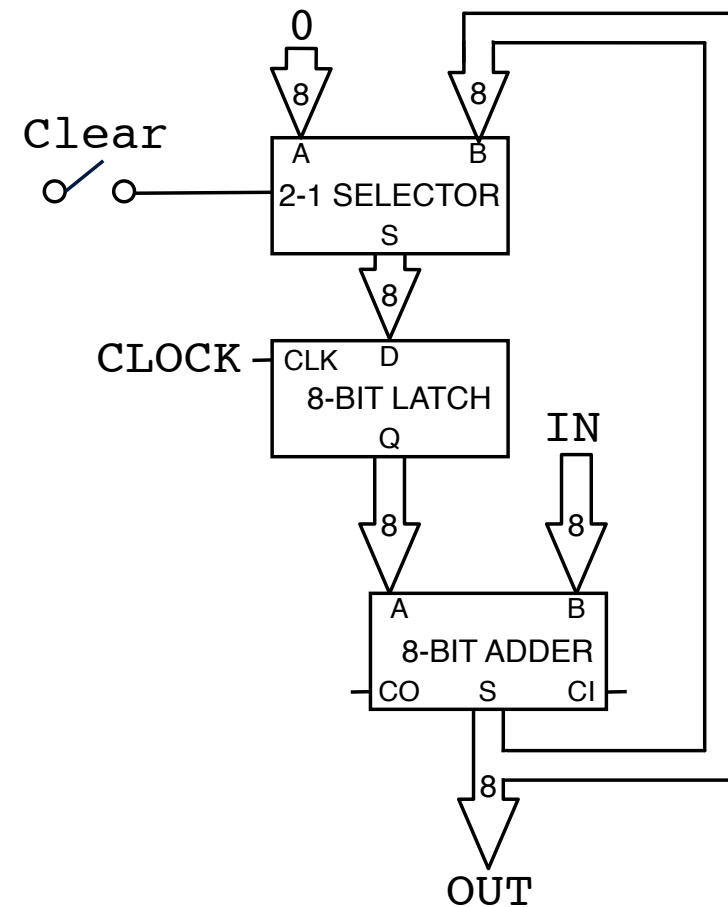 0
8
8
Clear
A
B
2-1 SELECTOR
S
8
CLOCK
CLK
D
8-BIT LATCH
Q
IN
8
8
A
B
8-BIT ADDER
CO
S
CI
8
OUT